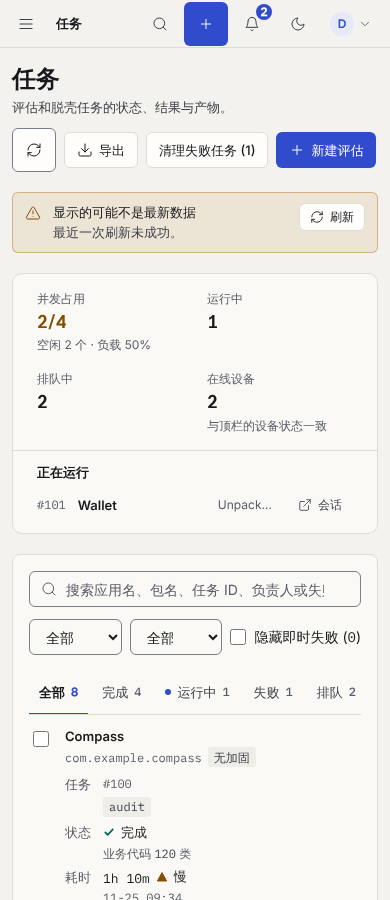 任务
2
D
任务
评估和脱壳任务的状态、结果与产物。
导出
清理失败任务 (1)
新建评估
显示的可能不是最新数据
最近一次刷新未成功。
刷新
并发占用
2/4
空闲 2 个 · 负载 50%
运行中
1
排队中
2
在线设备
2
与顶栏的设备状态一致
正在运行
#101 Wallet Unpack... 会话
搜索应用名、包名、任务 ID、负责人或失
全部 全部 隐藏即时失败 (0)
全部 8 完成 4 运行中 1 失败 1 排队 2
Compass
com.example.compass 无加固
任务 #100
audit
状态 完成
业务代码 120 类
耗时 1h 10m 慢
11-25 09:34